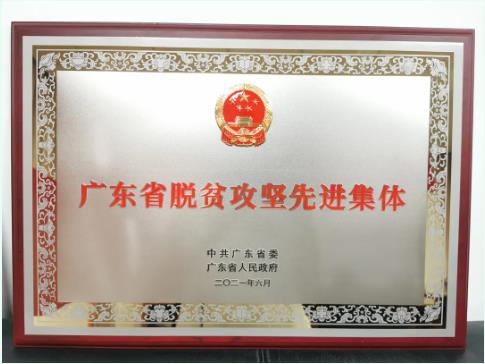 广东省脱贫攻坚先进集体
中共广东省委
广东省人民政府
二〇二一年六月